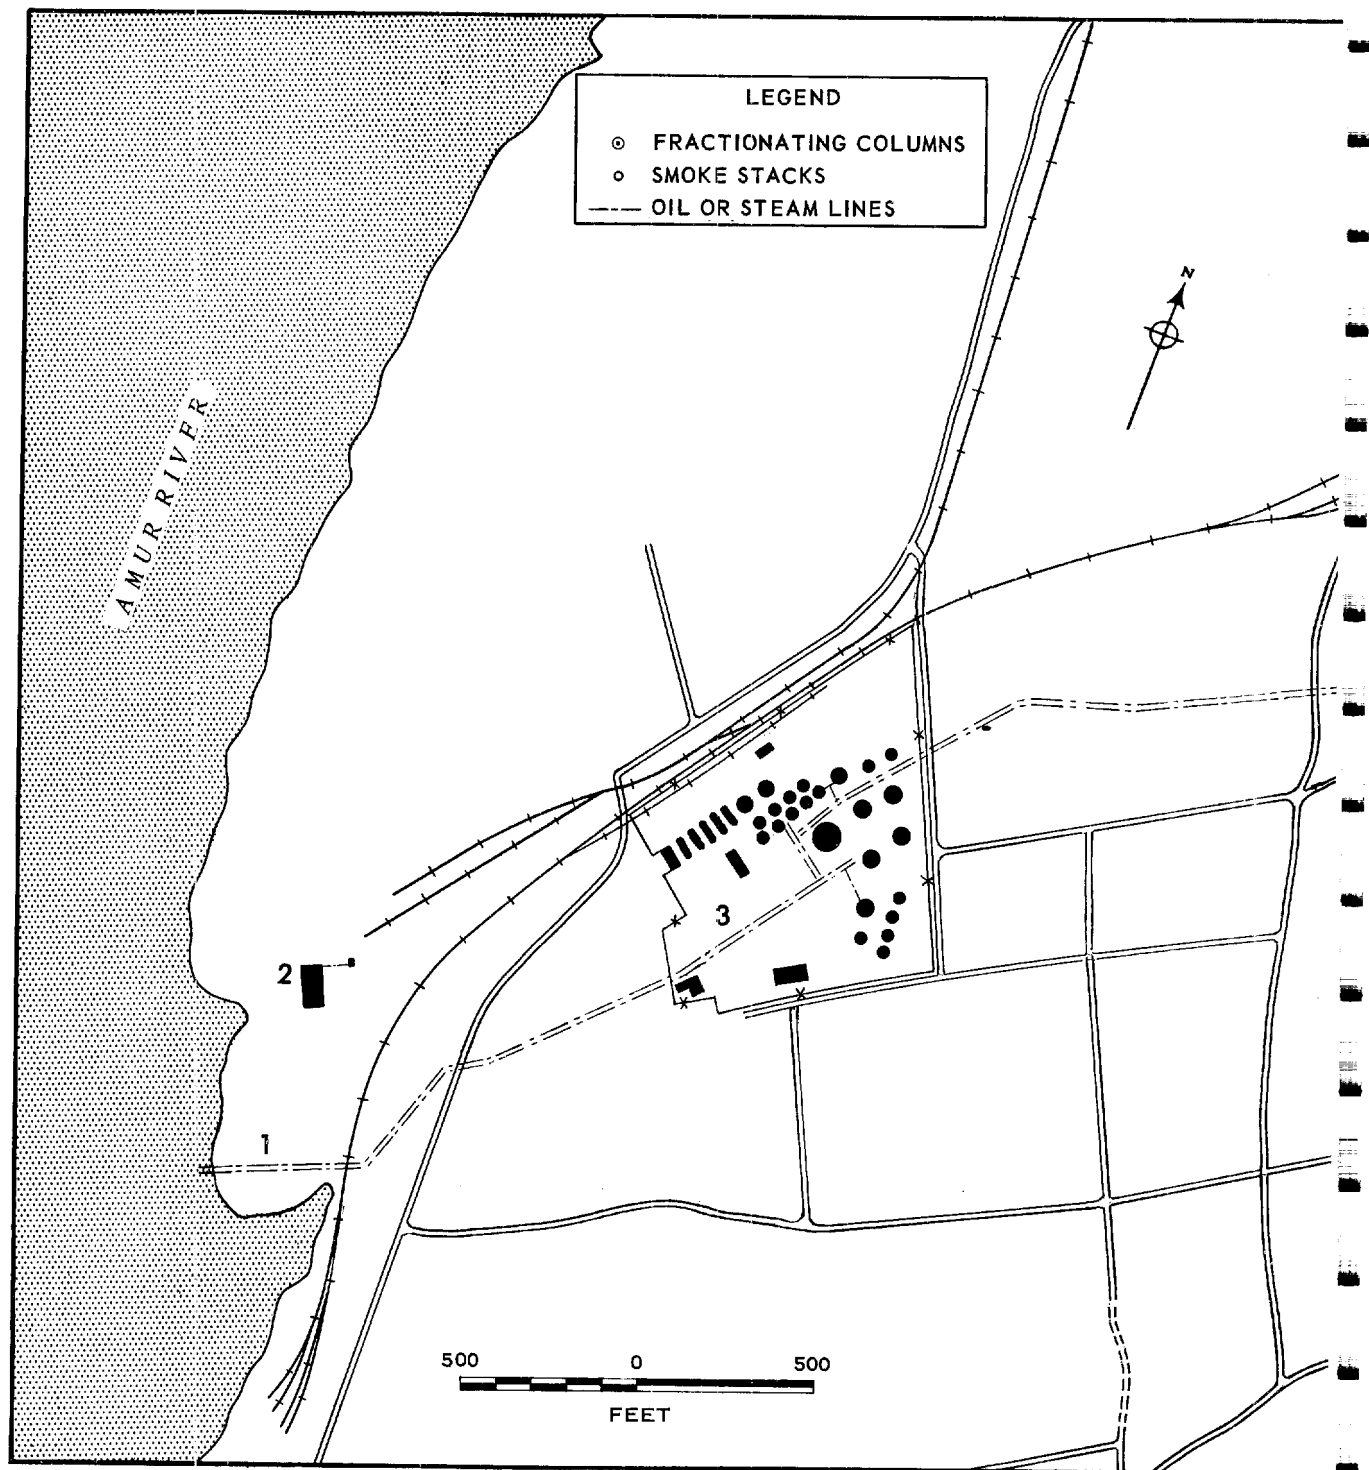 LEGEND
FRACTIONATING COLUMNS
SMOKE STACKS
OIL OR STEAM LINES
N
AMUR RIVER
3
2
1
500 0 500
FEET